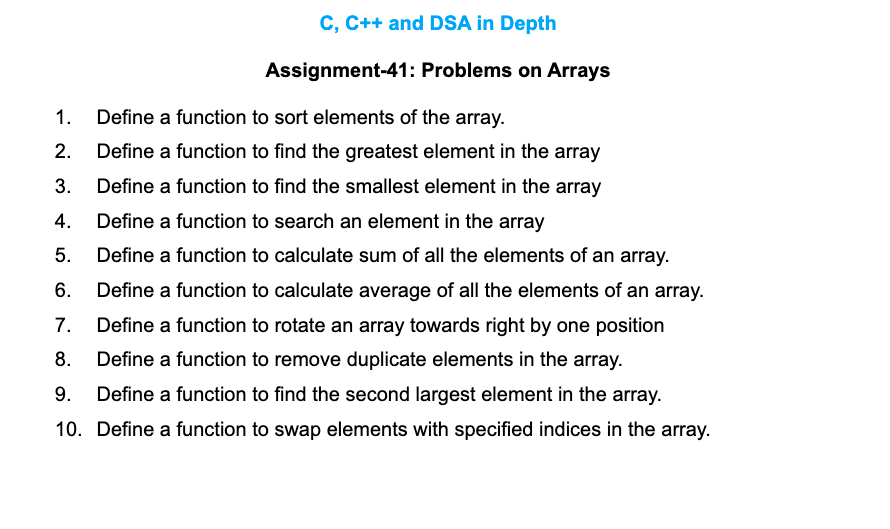 C, C++ and DSA in Depth
Assignment-41: Problems on Arrays
1. Define a function to sort elements of the array.
2. Define a function to find the greatest element in the array
3. Define a function to find the smallest element in the array
4. Define a function to search an element in the array
5. Define a function to calculate sum of all the elements of an array.
6. Define a function to calculate average of all the elements of an array.
7. Define a function to rotate an array towards right by one position
8. Define a function to remove duplicate elements in the array.
9. Define a function to find the second largest element in the array.
10. Define a function to swap elements with specified indices in the array.